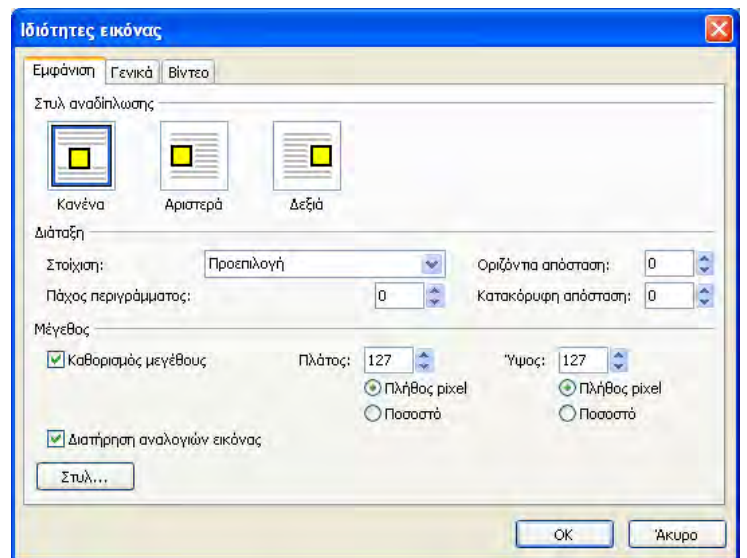 Ιδιότητες εικόνας
Εμφάνιση Γενικά Βίντεο
Στυλ αναδίπλωσης
Κανένα Αριστερά Δεξιά
Διάταξη
Στοίχιση: Προεπιλογή Οριζόντια απόσταση: 0
Πάχος περιγράμματος: 0 Κατακόρυφη απόσταση: 0
Μέγεθος
Καθορισμός μεγέθους Πλάτος: 127 Ύψος: 127
Πλήθος pixel Πλήθος pixel
Ποσοστό Ποσοστό
Διατήρηση αναλογιών εικόνας
Στυλ...
OK Άκυρο